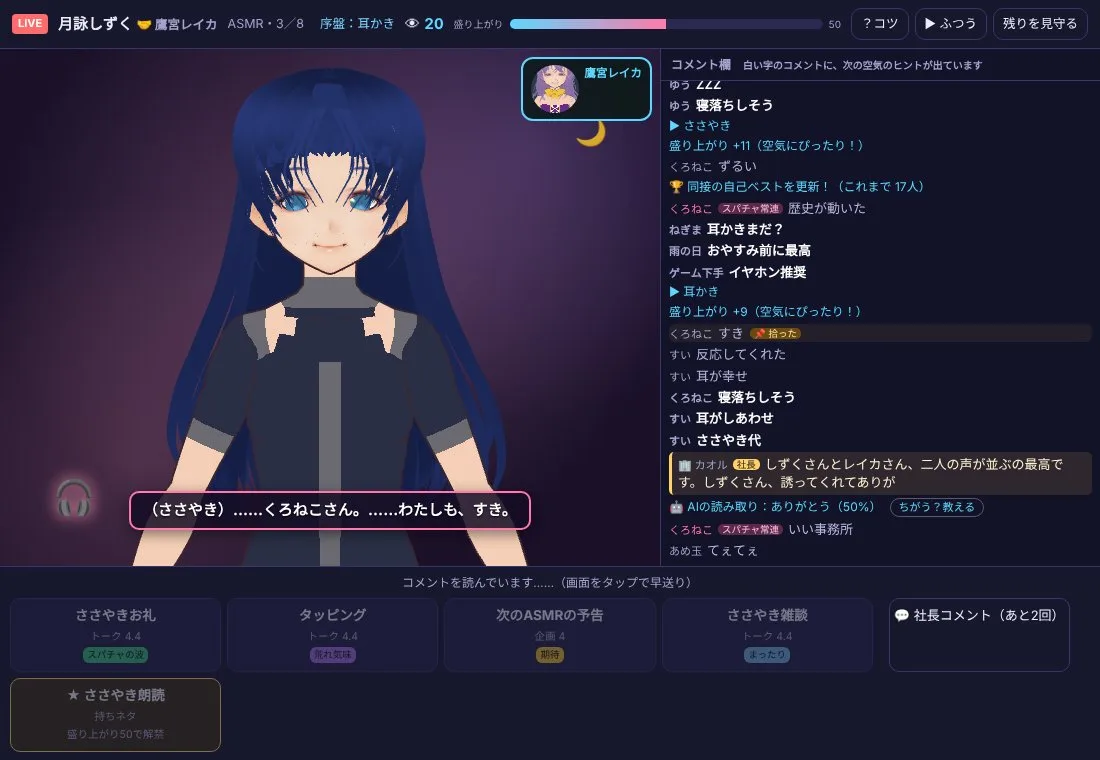 LIVE 月詠しずく 🤝 鷹宮レイカ ASMR・3／8 序盤：耳かき 👁 20 盛り上がり 50 ？コツ ▶ ふつう 残りを見守る
鷹宮レイカ
（ささやき）……くろねこさん。……わたしも、すき。
コメント欄 白い字のコメントに、次の空気のヒントが出ています
ゆう ZZZ
ゆう 寝落ちしそう
▶ ささやき
盛り上がり +11（空気にぴったり！）
くろねこ ずるい
🏆 同接の自己ベストを更新！（これまで 17人）
くろねこ スパチャ常連 歴史が動いた
ねぎま 耳かきまだ？
雨の日 おやすみ前に最高
ゲーム下手 イヤホン推奨
▶ 耳かき
盛り上がり +9（空気にぴったり！）
くろねこ すき 📌 拾った
すい 反応してくれた
すい 耳が幸せ
くろねこ 寝落ちしそう
すい 耳がしあわせ
すい ささやき代
🏢 カオル 社長 しずくさんとレイカさん、二人の声が並ぶの最高で
す。しずくさん、誘ってくれてありが
🤖 AIの読み取り：ありがとう（50%） ちがう？教える
くろねこ スパチャ常連 いい事務所
あめ玉 てぇてぇ
コメントを読んでいます……（画面をタップで早送り）
ささやきお礼
トーク 4.4
スパチャの波
タッピング
トーク 4.4
荒れ気味
次のASMRの予告
企画 4
期待
ささやき雑談
トーク 4.4
まったり
💬 社長コメント（あと2回）
★ ささやき朗読
持ちネタ
盛り上がり50で解禁